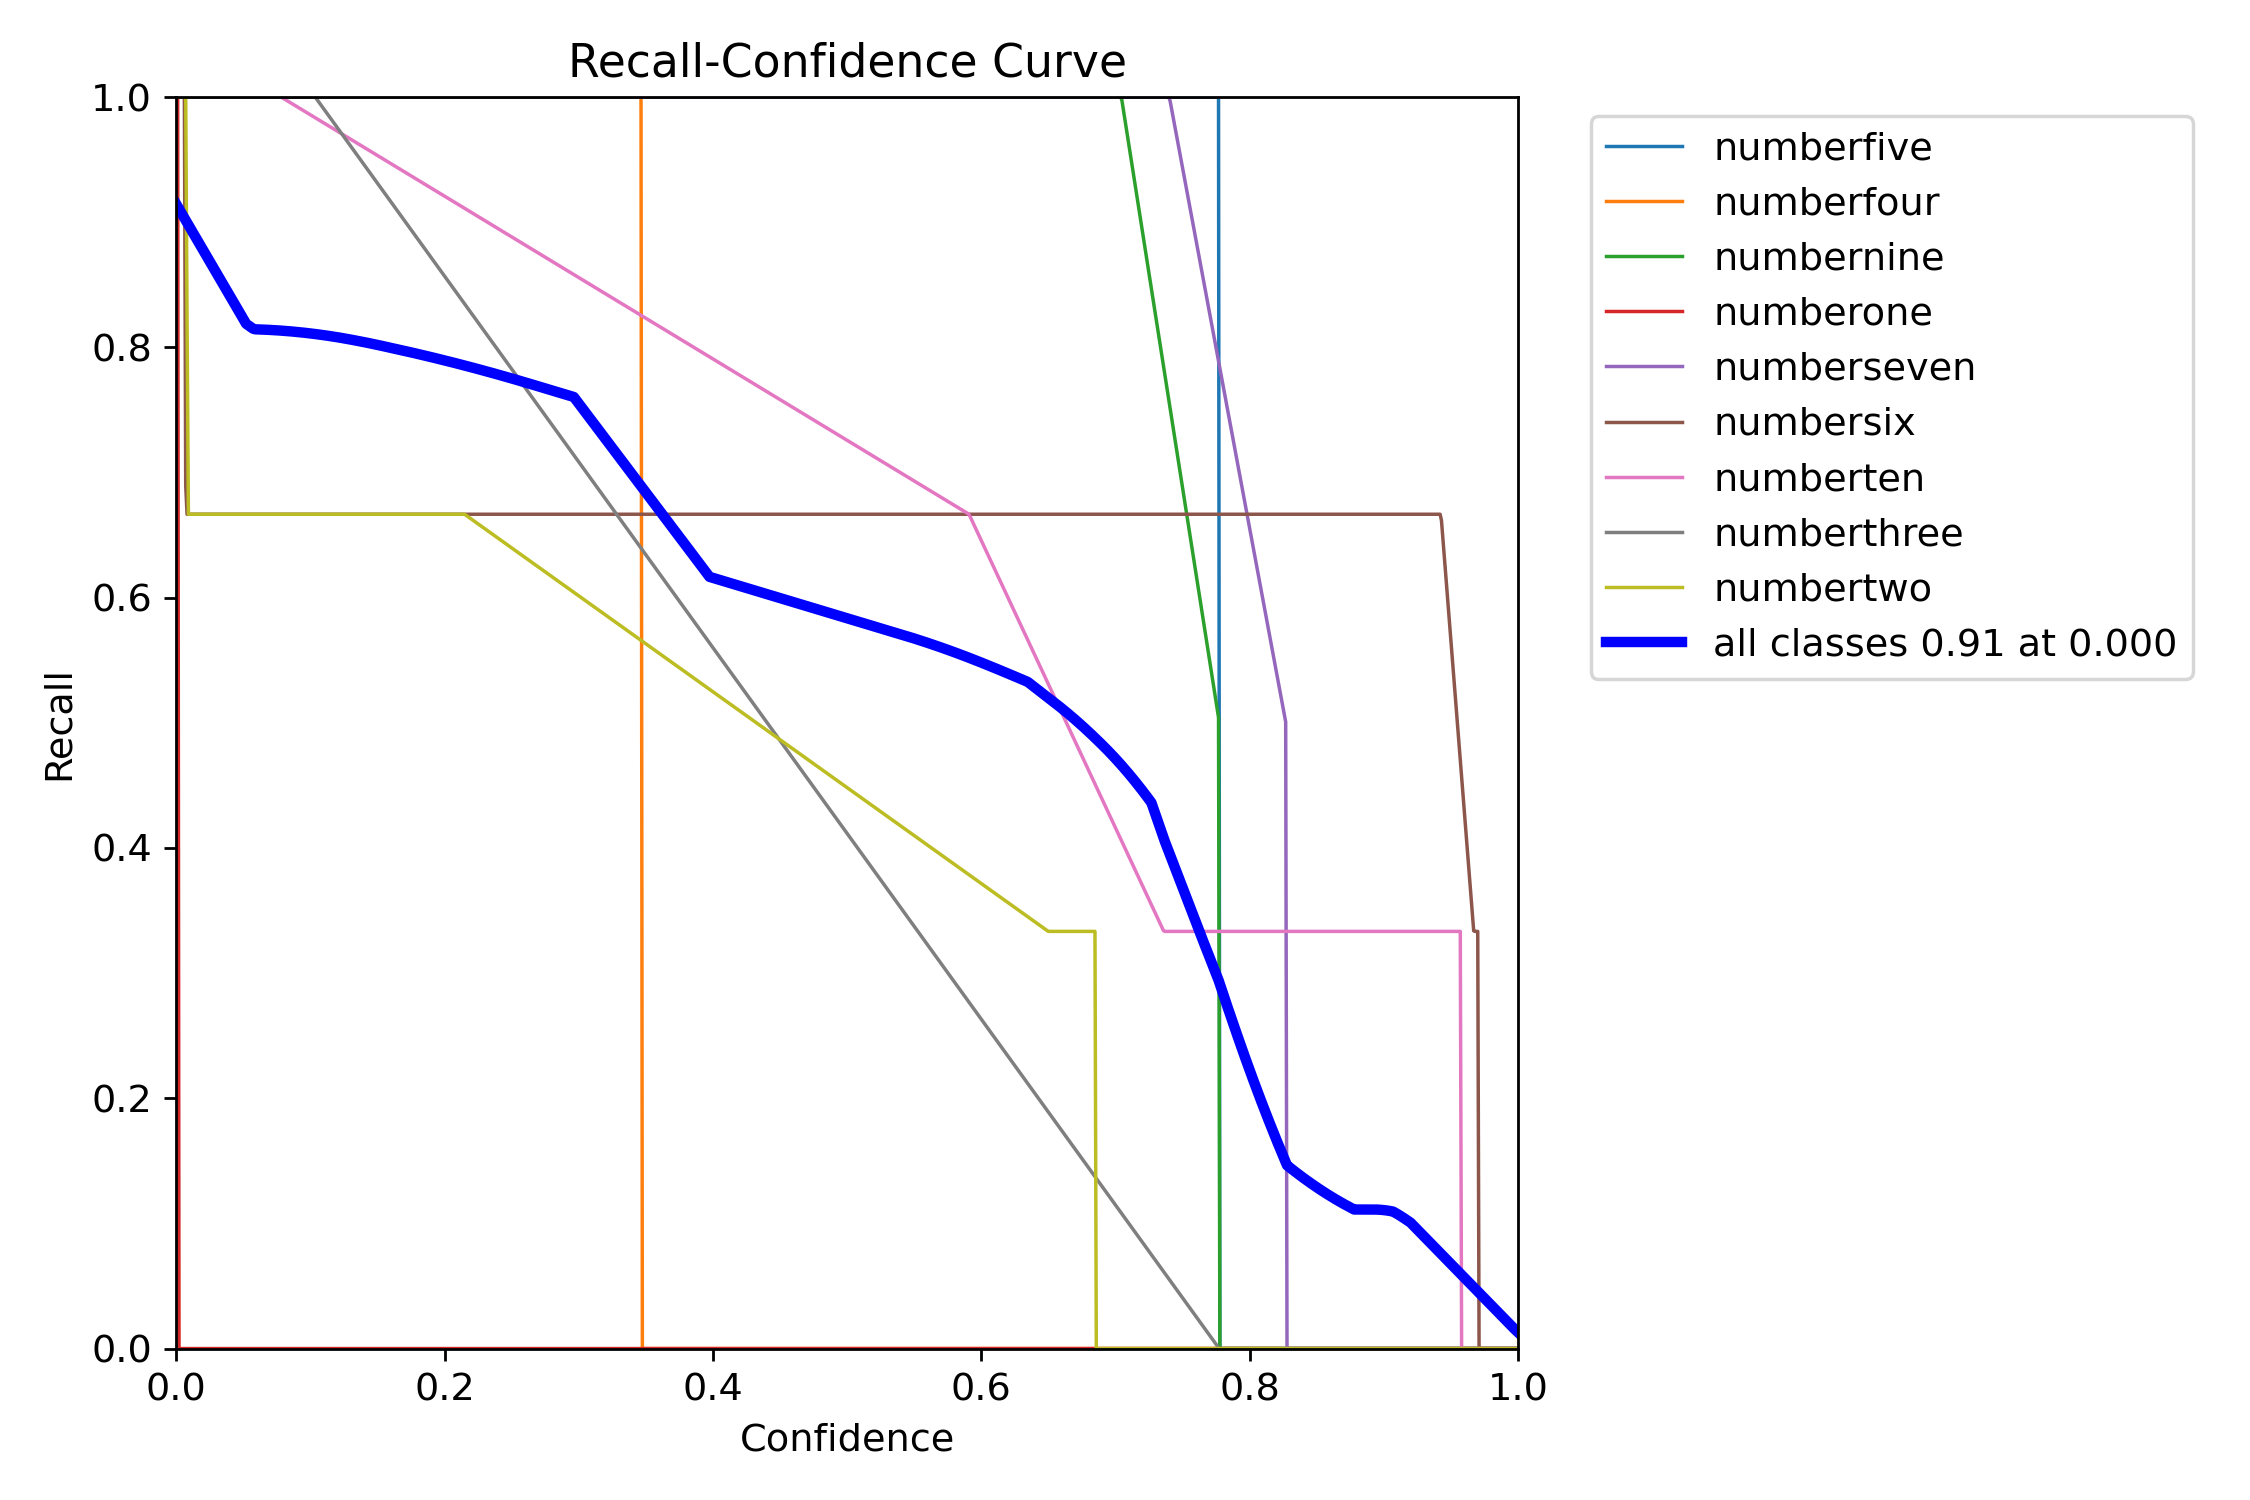 Recall-Confidence Curve
1.0
0.8
0.6
0.4
0.2
0.0
Recall
0.0 0.2 0.4 0.6 0.8 1.0
Confidence
numberfive
numberfour
numbernine
numberone
numberseven
numbersix
numberten
numberthree
numbertwo
all classes 0.91 at 0.000